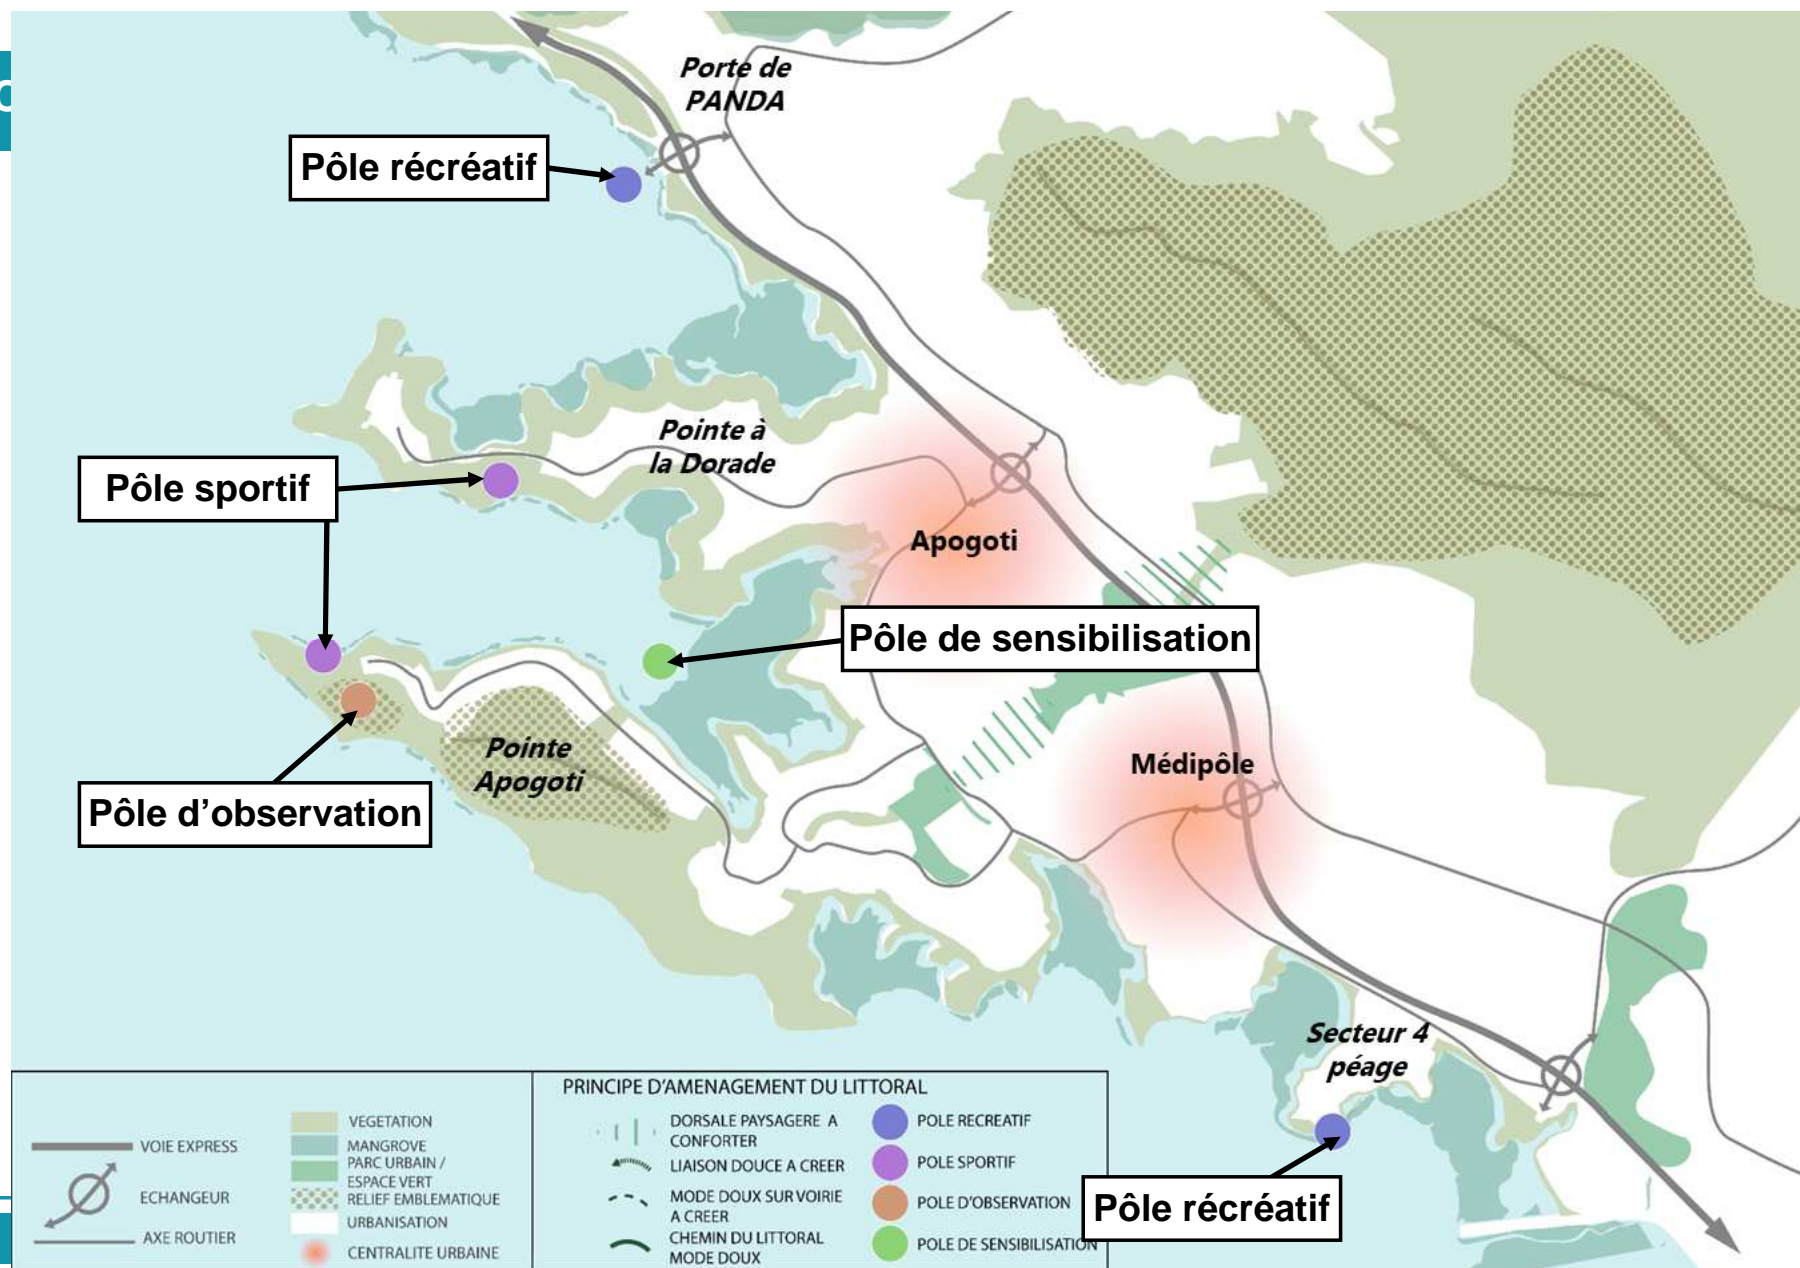 Porte de
PANDA
Pôle récréatif
Pointe à
la Dorade
Pôle sportif
Apogoti
Pôle de sensibilisation
Pointe
Apogoti
Médipôle
Pôle d’observation
Secteur 4
péage
Pôle récréatif
VOIE EXPRESS
ECHANGEUR
AXE ROUTIER
VEGETATION
MANGROVE
PARC URBAIN /
ESPACE VERT
RELIEF EMBLEMATIQUE
URBANISATION
CENTRALITE URBAINE
PRINCIPE D'AMENAGEMENT DU LITTORAL
DORSALE PAYSAGERE A
CONFORTER
LIAISON DOUCE A CREER
MODE DOUX SUR VOIRIE
A CREER
CHEMIN DU LITTORAL
MODE DOUX
POLE RECREATIF
POLE SPORTIF
POLE D'OBSERVATION
POLE DE SENSIBILISATION